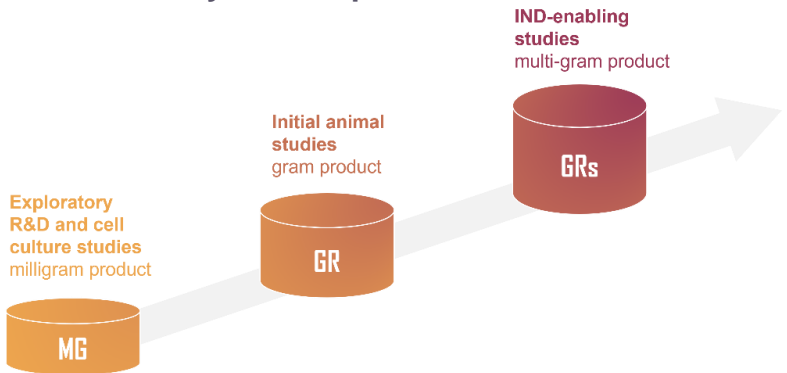 Exploratory
R&D and cell
culture studies
milligram product
MG
Initial animal
studies
gram product
GR
IND-enabling
studies
multi-gram product
GRs